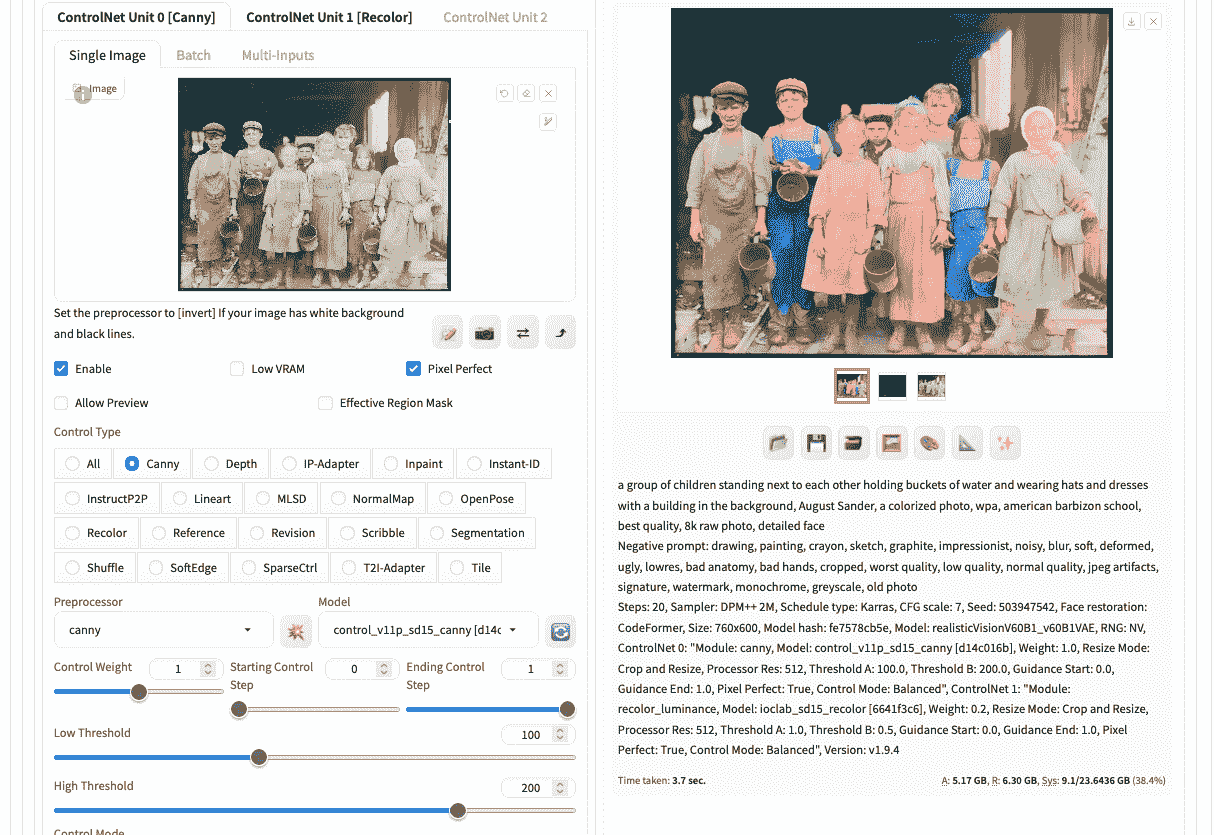 ControlNet Unit 0 [Canny]
ControlNet Unit 1 [Recolor]
ControlNet Unit 2
Single Image
Batch
Multi-Inputs
Image
Set the preprocessor to [invert] If your image has white background
and black lines.
Enable
Low VRAM
Pixel Perfect
Allow Preview
Effective Region Mask
Control Type
All
Canny
Depth
IP-Adapter
Inpaint
Instant-ID
InstructP2P
Lineart
MLSD
NormalMap
OpenPose
Recolor
Reference
Revision
Scribble
Segmentation
Shuffle
SoftEdge
SparseCtrl
T2I-Adapter
Tile
Preprocessor
Model
canny
control_v11p_sd15_canny [d14c
Control Weight
1
Starting Control
Step
0
Ending Control
Step
1
Low Threshold
100
High Threshold
200
Control Mode
a group of children standing next to each other holding buckets of water and wearing hats and dresses
with a building in the background, August Sander, a colorized photo, wpa, american barbizon school,
best quality, 8k raw photo, detailed face
Negative prompt: drawing, painting, crayon, sketch, graphite, impressionist, noisy, blur, soft, deformed,
ugly, lowres, bad anatomy, bad hands, cropped, worst quality, low quality, normal quality, jpeg artifacts,
signature, watermark, monochrome, greyscale, old photo
Steps: 20, Sampler: DPM++ 2M, Schedule type: Karras, CFG scale: 7, Seed: 503947542, Face restoration:
CodeFormer, Size: 760x600, Model hash: fe7578cb5e, Model: realisticVisionV60B1_v60B1VAE, RNG: NV,
ControlNet 0: "Module: canny, Model: control_v11p_sd15_canny [d14c016b], Weight: 1.0, Resize Mode:
Crop and Resize, Processor Res: 512, Threshold A: 100.0, Threshold B: 200.0, Guidance Start: 0.0,
Guidance End: 1.0, Pixel Perfect: True, Control Mode: Balanced", ControlNet 1: "Module:
recolor_luminance, Model: ioclab_sd15_recolor [6641f3c6], Weight: 0.2, Resize Mode: Crop and Resize,
Processor Res: 512, Threshold A: 1.0, Threshold B: 0.5, Guidance Start: 0.0, Guidance End: 1.0, Pixel
Perfect: True, Control Mode: Balanced", Version: v1.9.4
Time taken: 3.7 sec.
A: 5.17 GB, R: 6.30 GB, Sys: 9.1/23.6436 GB (38.4%)